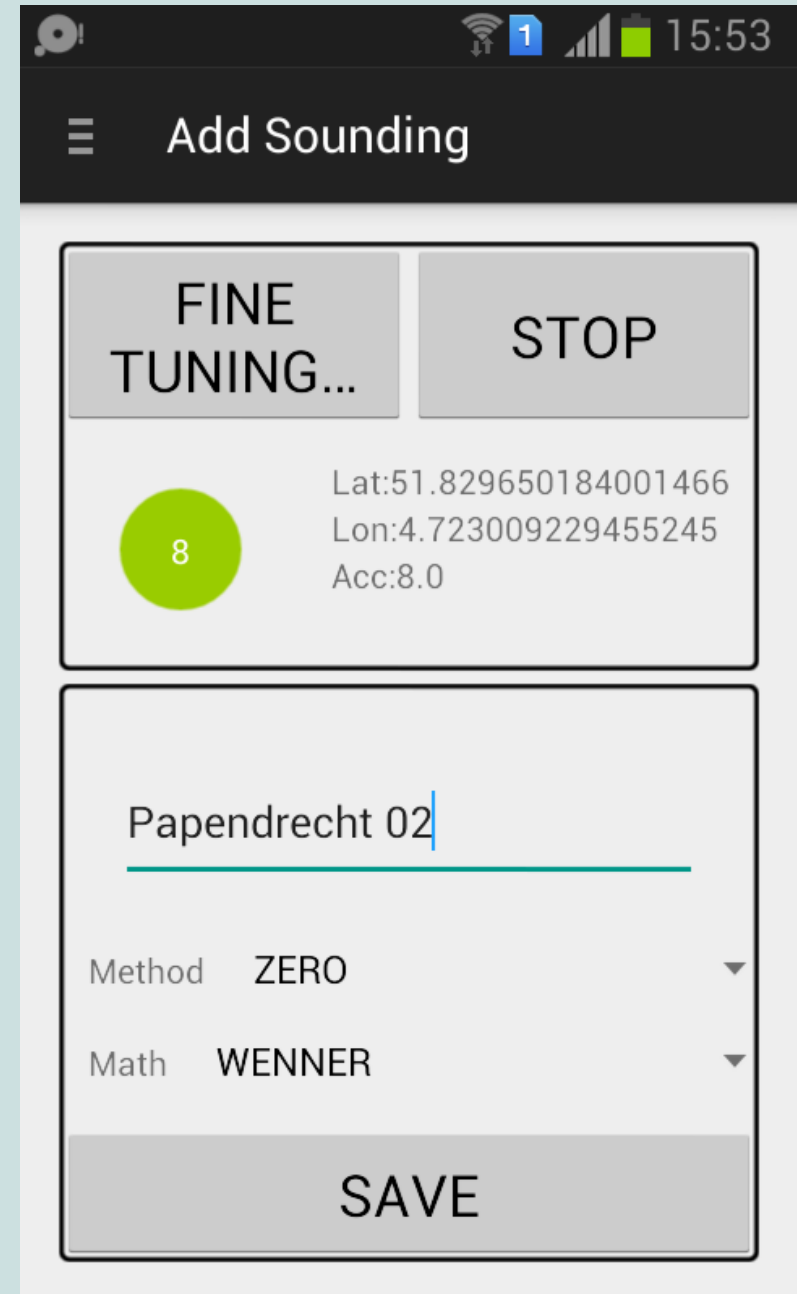 1 15:53
Add Sounding
FINE
TUNING...
STOP
8
Lat:51.829650184001466
Lon:4.723009229455245
Acc:8.0
Papendrecht 02
Method ZERO
Math WENNER
SAVE